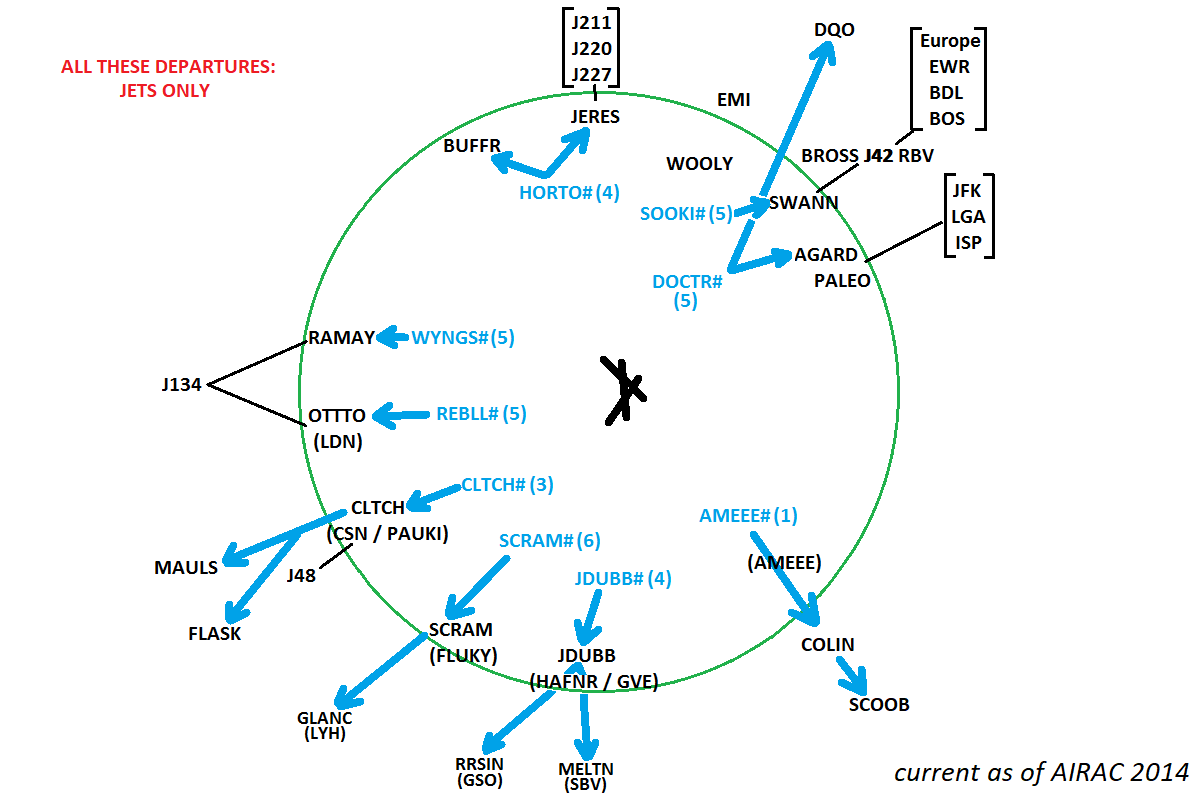 ALL THESE DEPARTURES:
JETS ONLY
J211
J220
J227
DQO
Europe
EWR
BDL
BOS
EMI
JERES
BUFFR
WOOLY
BROSS J42 RBV
HORTO# (4)
SOOKI# (5)
SWANN
JFK
LGA
ISP
AGARD
PALEO
DOCTR#
(5)
RAMAY
WYNGS# (5)
J134
OTTTO
(LDN)
REBLL# (5)
CLTCH# (3)
CLTCH
(CSN / PAUKI)
AMEEE# (1)
SCRAM# (6)
(AMEEE)
MAULS
J48
JDUBB# (4)
FLASK
SCRAM
(FLUKY)
JDUBB
(HAFNR / GVE)
COLIN
SCOOB
GLANC
(LYH)
RRSIN
(GSO)
MELTN
(SBV)
current as of AIRAC 2014